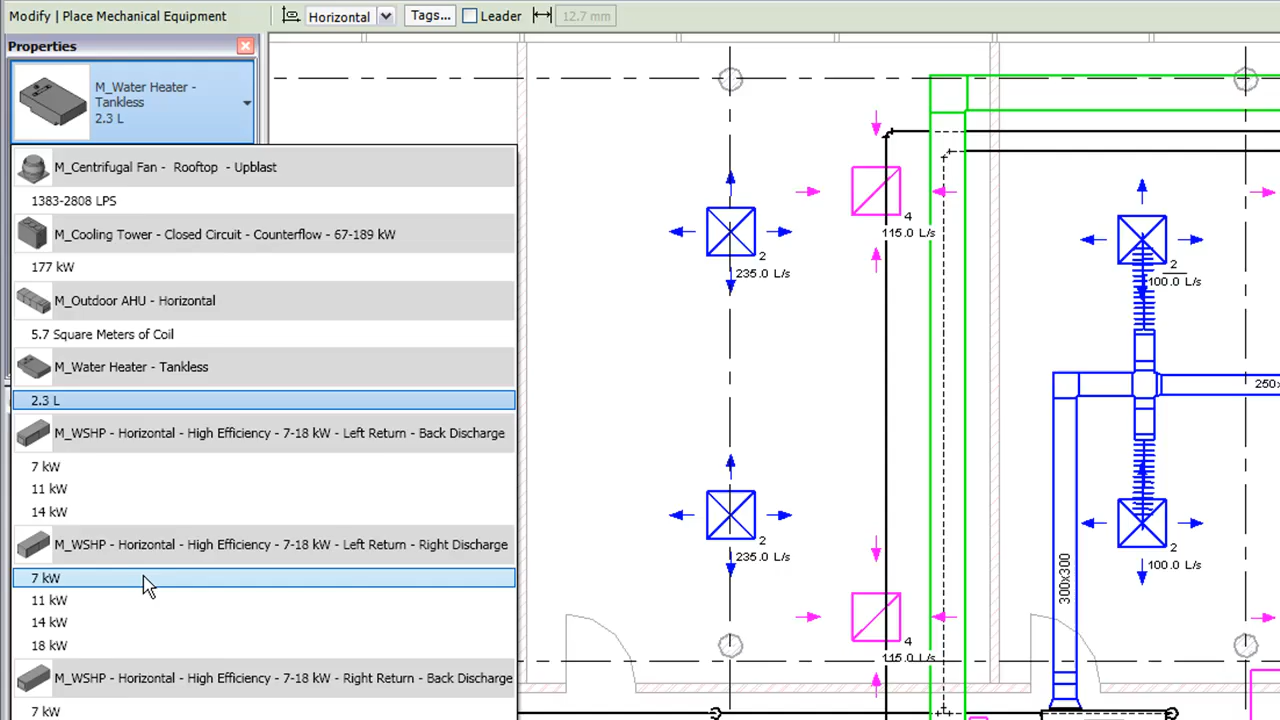 Modify | Place Mechanical Equipment
Horizontal
Tags...
Leader
12.7 mm
Properties
M_Water Heater -
Tankless
2.3 L
M_Centrifugal Fan - Rooftop - Upblast
1383-2808 LPS
M_Cooling Tower - Closed Circuit - Counterflow - 67-189 kW
177 kW
M_Outdoor AHU - Horizontal
5.7 Square Meters of Coil
M_Water Heater - Tankless
2.3 L
M_WSHP - Horizontal - High Efficiency - 7-18 kW - Left Return - Back Discharge
7 kW
11 kW
14 kW
M_WSHP - Horizontal - High Efficiency - 7-18 kW - Left Return - Right Discharge
7 kW
11 kW
14 kW
18 kW
M_WSHP - Horizontal - High Efficiency - 7-18 kW - Right Return - Back Discharge
7 kW
4
115.0 L/s
2
235.0 L/s
2
100.0 L/s
250x
2
235.0 L/s
2
100.0 L/s
300x300
4
115.0 L/s